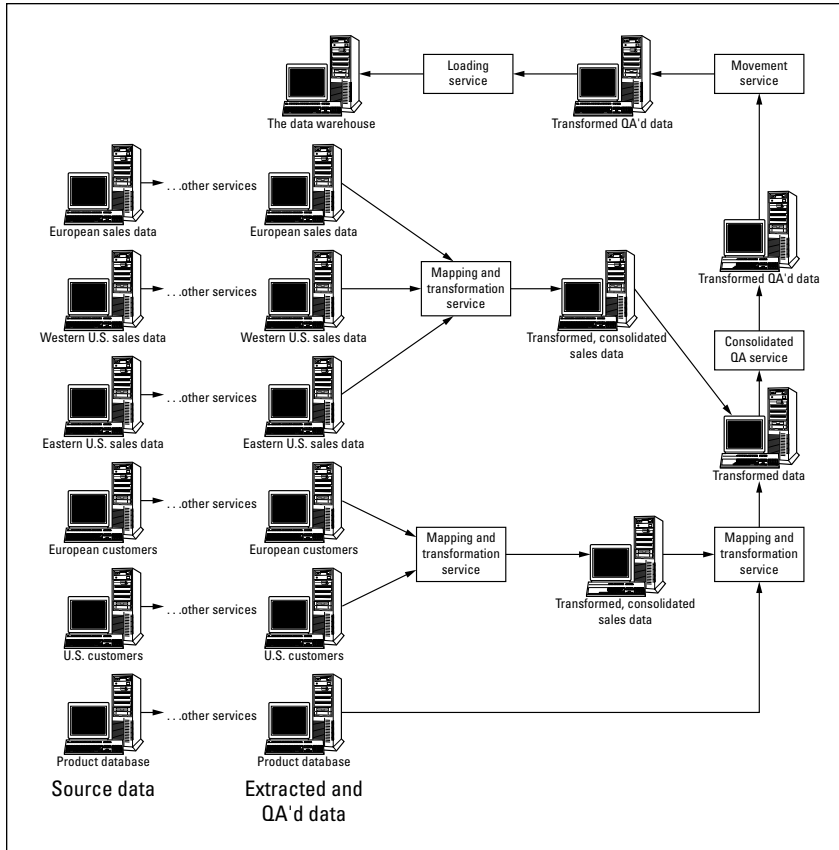 Loading
service
Movement
service
The data warehouse
Transformed QA'd data
. . .other services
European sales data
European sales data
Mapping and
transformation
service
Transformed QA'd data
. . .other services
Western U.S. sales data
Western U.S. sales data
Transformed, consolidated
sales data
Consolidated
QA service
. . .other services
Eastern U.S. sales data
Eastern U.S. sales data
Transformed data
. . .other services
European customers
European customers
Mapping and
transformation
service
Mapping and
transformation
service
. . .other services
Transformed, consolidated
sales data
U.S. customers
U.S. customers
. . .other services
Product database
Product database
Source data
Extracted and
QA'd data